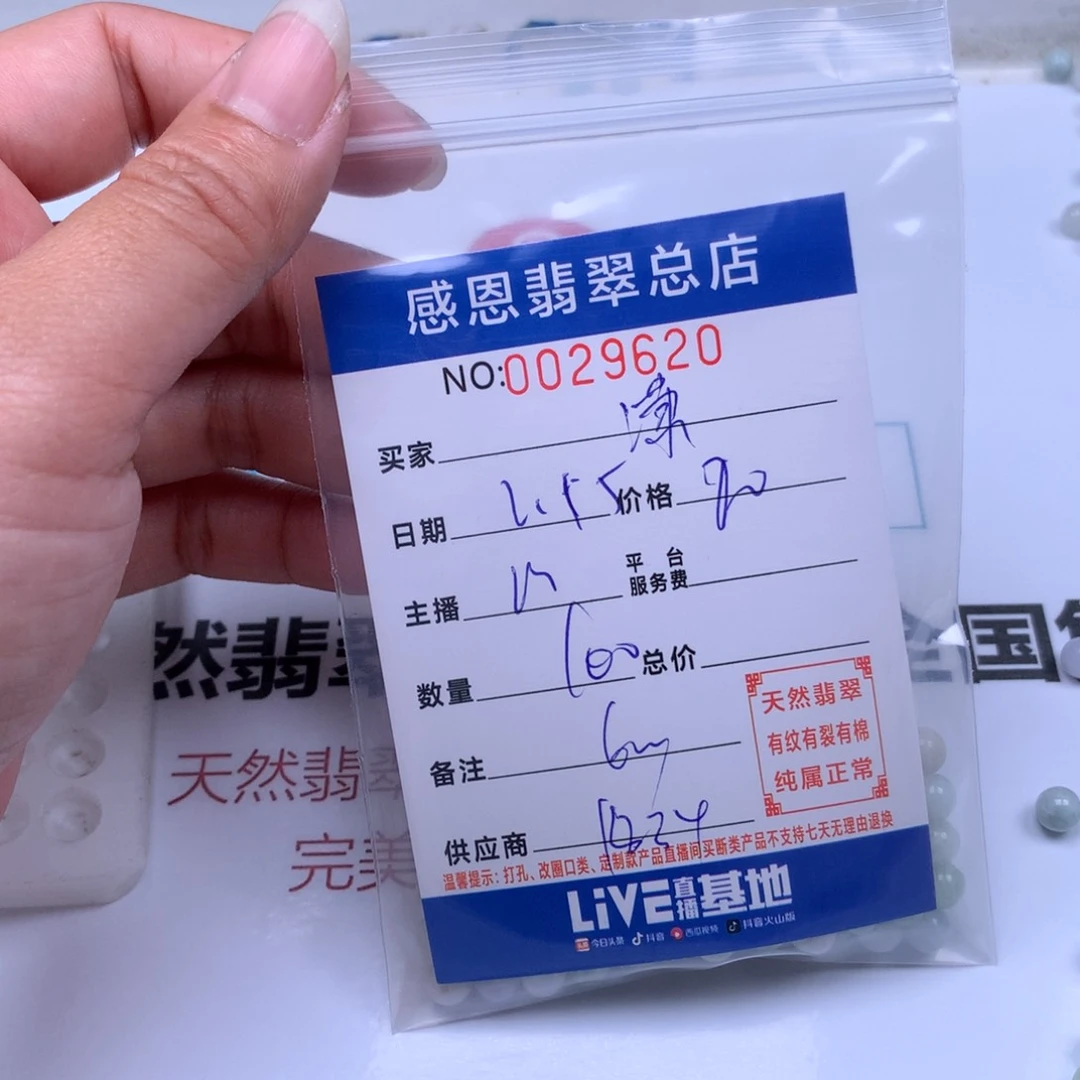 感恩翡翠总店
NO:0029620
买家
日期 价格 90
主播 平台服务费
数量 100 总价
备注 6m
供应商 1824
天然翡翠
有纹有裂有棉
纯属正常
温馨提示:打孔、改圈口类、定制款产品直播间买断类产品不支持七天无理由退换
LiVE直播基地
今日头条 抖音 西瓜视频 抖音火山版
然翡翠 全国
天然翡翠
完美